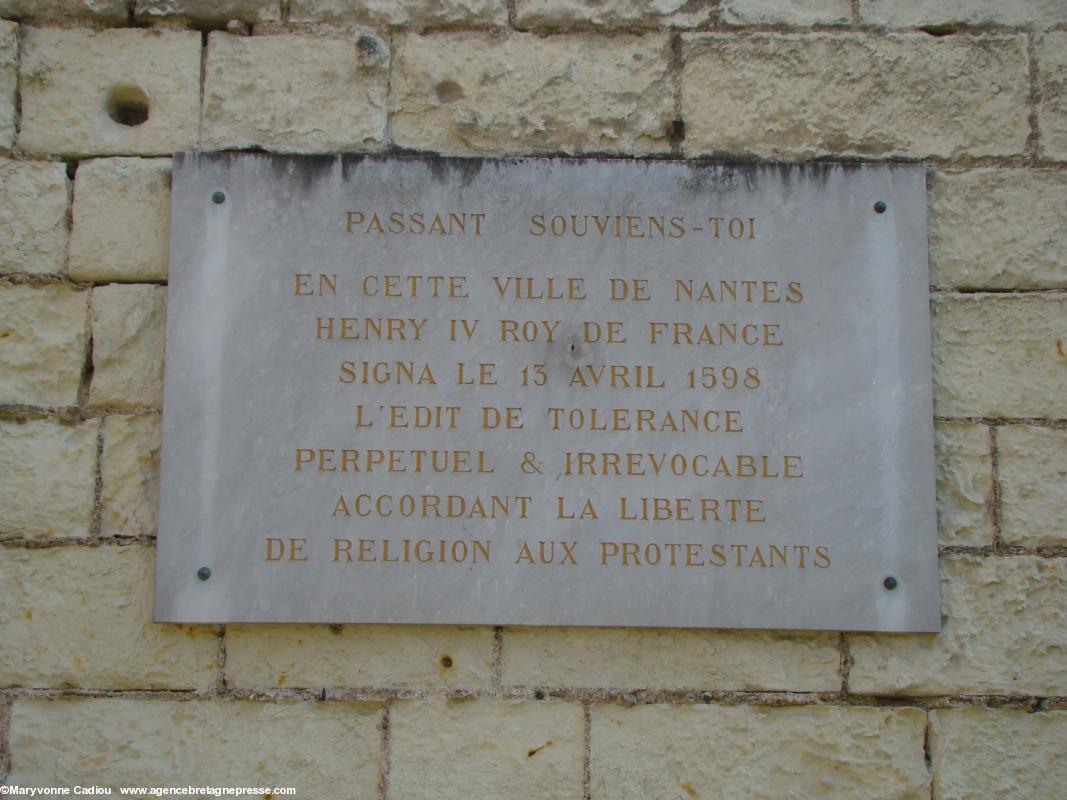 PASSANT SOUVIENS-TOI
EN CETTE VILLE DE NANTES
HENRY IV ROY DE FRANCE
SIGNA LE 13 AVRIL 1598
L'EDIT DE TOLERANCE
PERPETUEL & IRREVOCABLE
ACCORDANT LA LIBERTE
DE RELIGION AUX PROTESTANTS
©Maryvonne Cadiou www.agencebretagnepresse.com